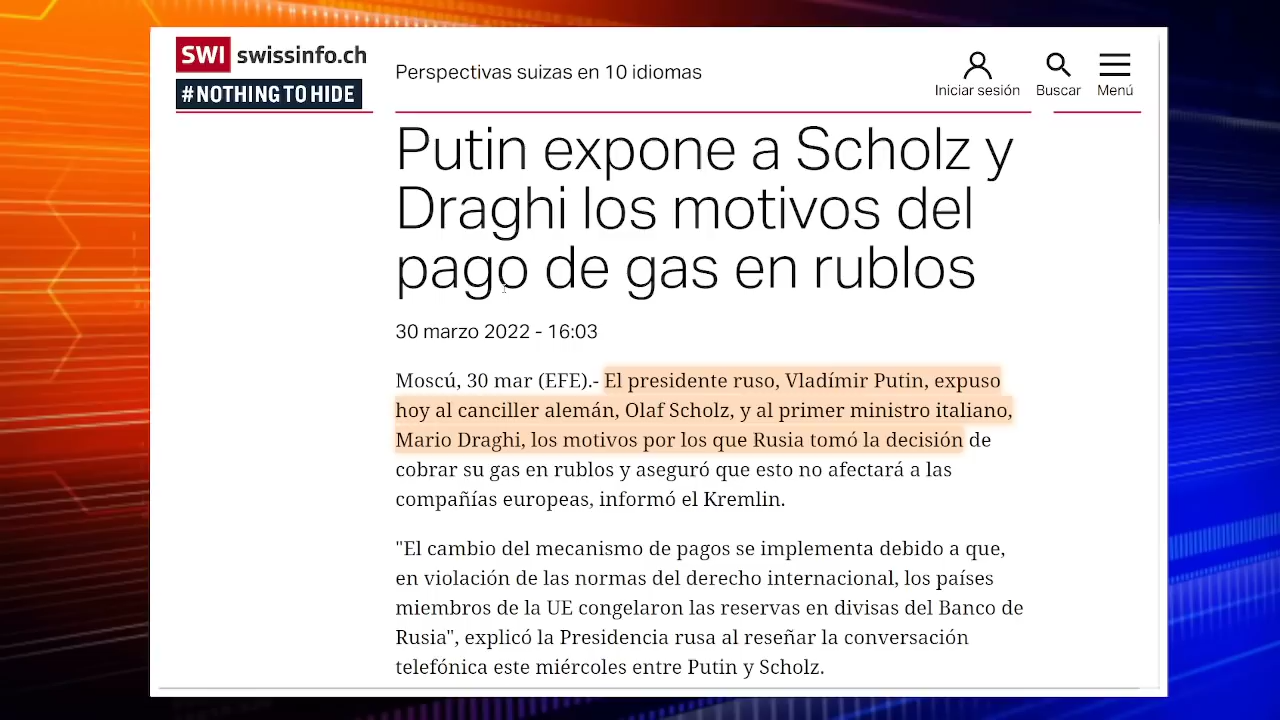 SWI swissinfo.ch
#NOTHING TO HIDE
Perspectivas suizas en 10 idiomas
Iniciar sesión
Buscar
Menú
Putin expone a Scholz y
Draghi los motivos del
pago de gas en rublos
30 marzo 2022 - 16:03
Moscú, 30 mar (EFE).- El presidente ruso, Vladímir Putin, expuso
hoy al canciller alemán, Olaf Scholz, y al primer ministro italiano,
Mario Draghi, los motivos por los que Rusia tomó la decisión de
cobrar su gas en rublos y aseguró que esto no afectará a las
compañías europeas, informó el Kremlin.
"El cambio del mecanismo de pagos se implementa debido a que,
en violación de las normas del derecho internacional, los países
miembros de la UE congelaron las reservas en divisas del Banco de
Rusia", explicó la Presidencia rusa al reseñar la conversación
telefónica este miércoles entre Putin y Scholz.